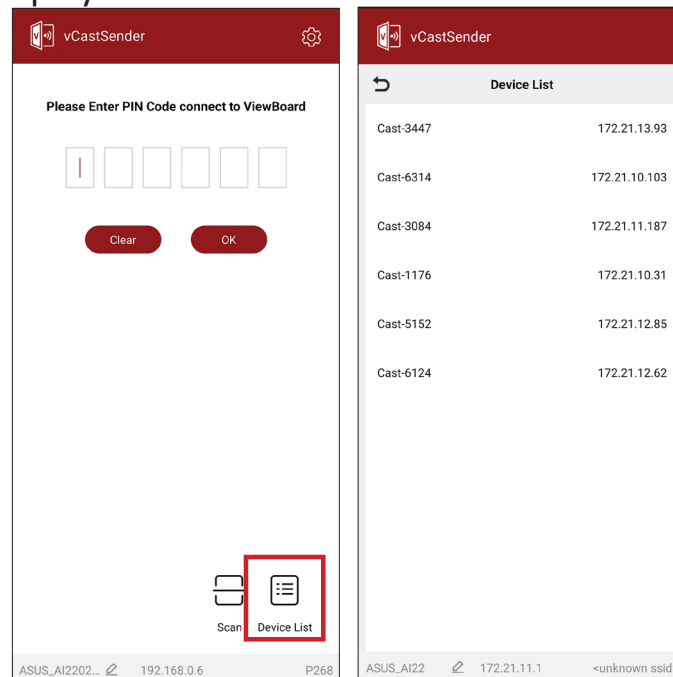 vCastSender
Please Enter PIN Code connect to ViewBoard
Clear OK
Scan Device List
ASUS_AI2202... 192.168.0.6 P268
vCastSender
Device List
Cast-3447 172.21.13.93
Cast-6314 172.21.10.103
Cast-3084 172.21.11.187
Cast-1176 172.21.10.31
Cast-5152 172.21.12.85
Cast-6124 172.21.12.62
ASUS_AI22 172.21.11.1 <unknown ssid